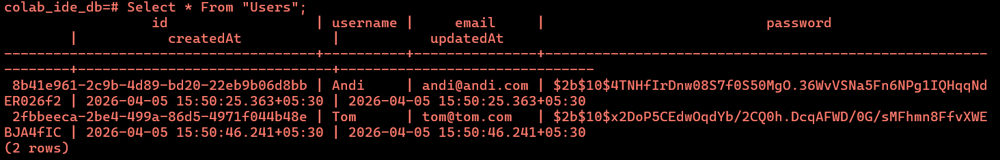 colab_ide_db=# Select * From "Users";
                  id                  | username |     email     |                           password
        |           createdAt           |           updatedAt
--------------------------------------+----------+---------------+------------------------------------------------------
--------+-------------------------------+-------------------------------
 8b41e961-2c9b-4d89-bd20-22eb9b06d8bb | Andi     | andi@andi.com | $2b$10$4TNHfIrDnw08S7f0S50MgO.36WvVSNa5Fn6NPg1IQHqqNd
ER026f2 | 2026-04-05 15:50:25.363+05:30 | 2026-04-05 15:50:25.363+05:30
 2fbbeeca-2be4-499a-86d5-4971f044b48e | Tom      | tom@tom.com   | $2b$10$x2DoP5CEdwOqdYb/2CQ0h.DcqAFWD/0G/sMFhmn8FfvXWE
BJA4fIC | 2026-04-05 15:50:46.241+05:30 | 2026-04-05 15:50:46.241+05:30
(2 rows)